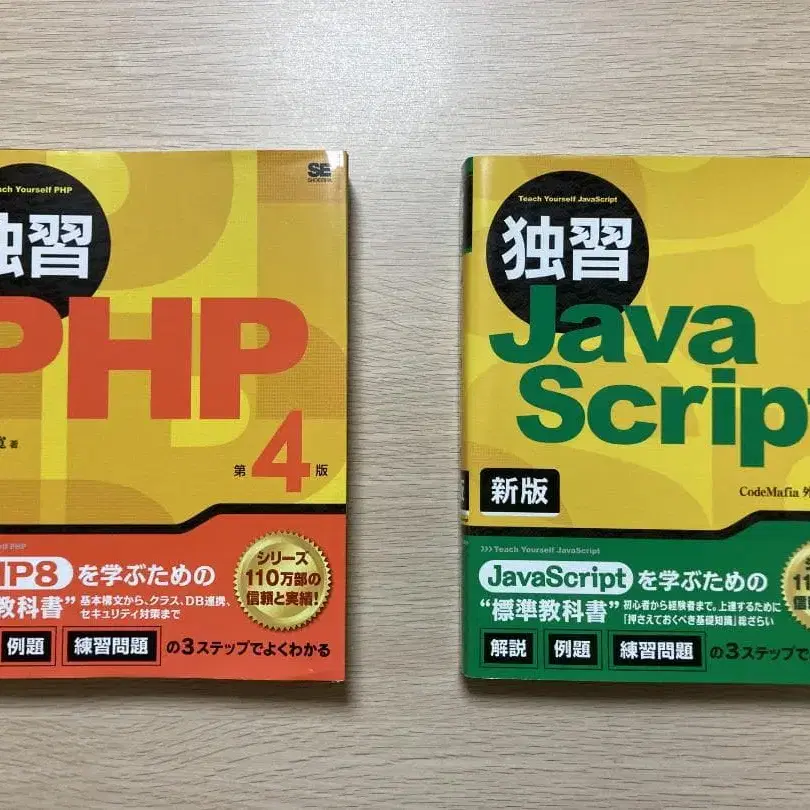 SE
SHOEISHA
Teach Yourself PHP
独習
PHP
著
第4版
PHP8を学ぶための
教科書" 基本構文から、クラス、DB連携、
セキュリティ対策まで
シリーズ
110万部の
信頼と実績!
例題 練習問題 の3ステップでよくわかる
Teach Yourself JavaScript
独習
Java
Script
新版
CodeMafia 外
>>>Teach Yourself JavaScript
JavaScriptを学ぶための
"標準教科書" 初心者から経験者まで。上達するために
「押さえておくべき基礎知識」総ざらい
解説 例題 練習問題 の3ステップで